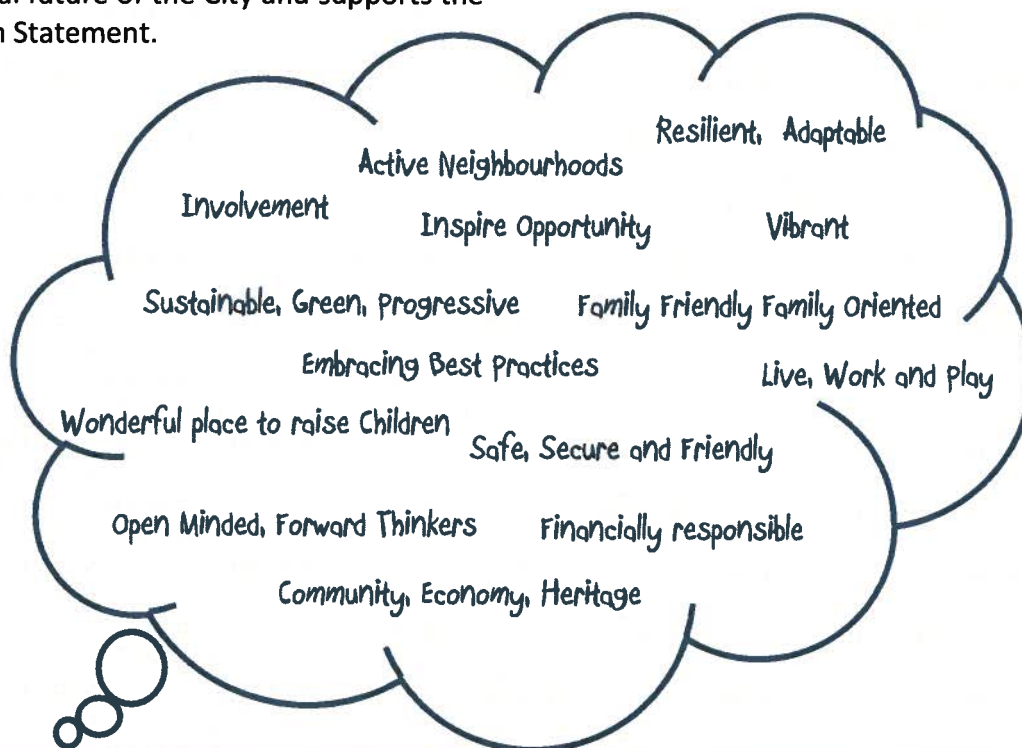 future of the City and supports the
Statement.
Resilient, Adaptable
Active Neighbourhoods
Involvement
Inspire Opportunity
Vibrant
Sustainable, Green, Progressive
Family Friendly Family Oriented
Embracing Best Practices
Live, Work and Play
Wonderful place to raise Children
Safe, Secure and Friendly
Open Minded, Forward Thinkers
Financially responsible
Community, Economy, Heritage